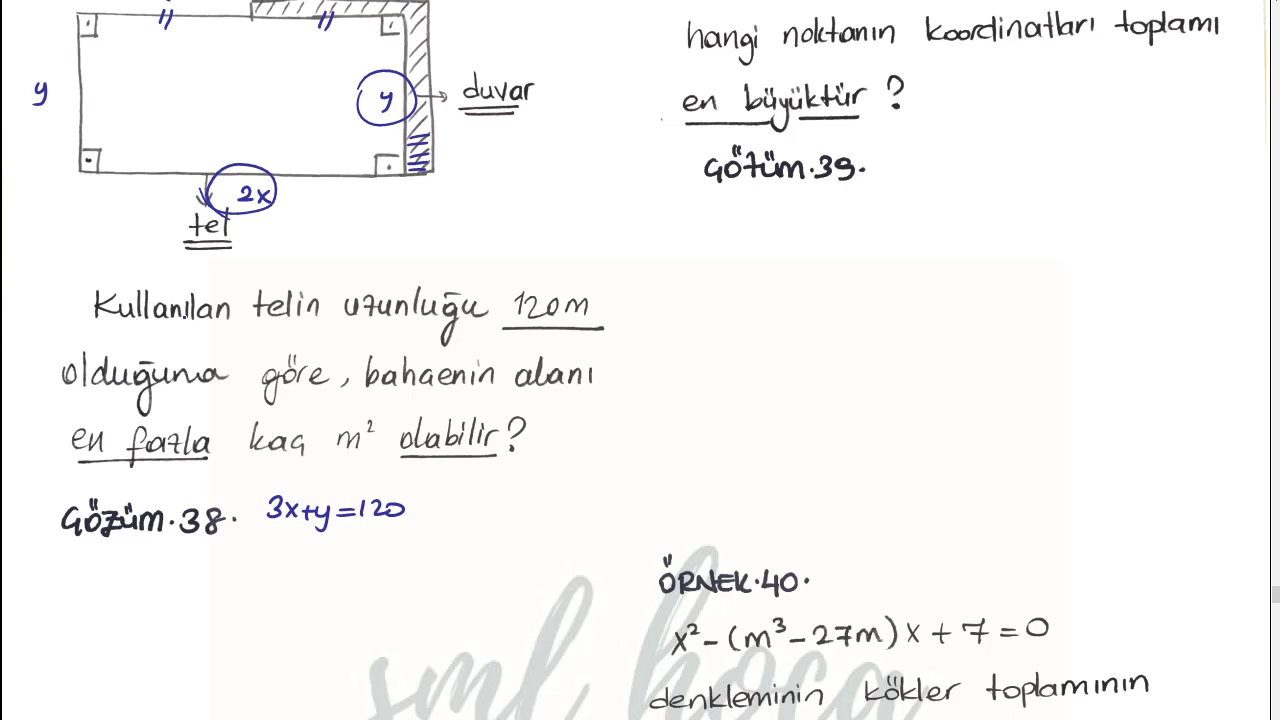 y
y
duvar
2x
tel
Kullanılan telin uzunluğu 120m
olduğuna göre, bahçenin alanı
en fazla kaç m² olabilir?
ÇÖZÜM.38. 3x+y=120
hangi noktanın koordinatları toplamı
en büyüktür ?
ÇÖZÜM.39.
ÖRNEK.40.
x² - (m³ - 27m) x + 7 = 0
denkleminin kökler toplamının
sml hoca